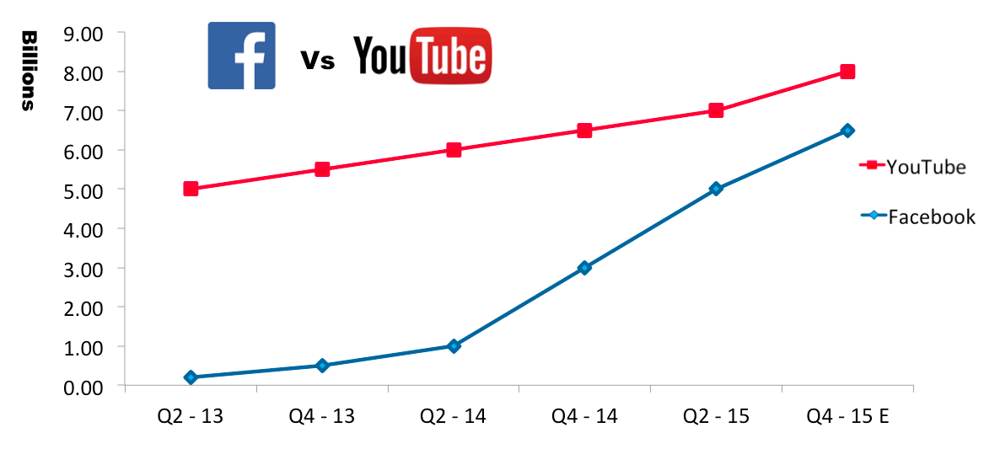 Billions
f Vs YouTube
9.00
8.00
7.00
6.00
5.00
4.00
3.00
2.00
1.00
0.00
Q2 - 13 Q4 - 13 Q2 - 14 Q4 - 14 Q2 - 15 Q4 - 15 E
YouTube
Facebook